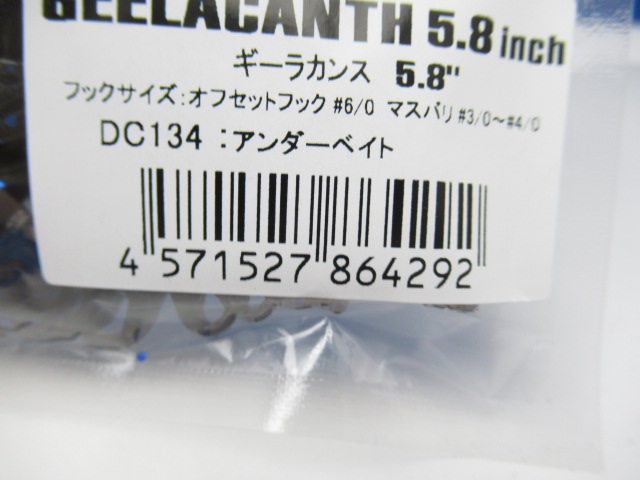 GEELACANTH 5.8 inch
ギーラカンス 5.8"
フックサイズ:オフセットフック #6/0 マスバリ #3/0～#4/0
DC134 :アンダーベイト
4 571527 864292